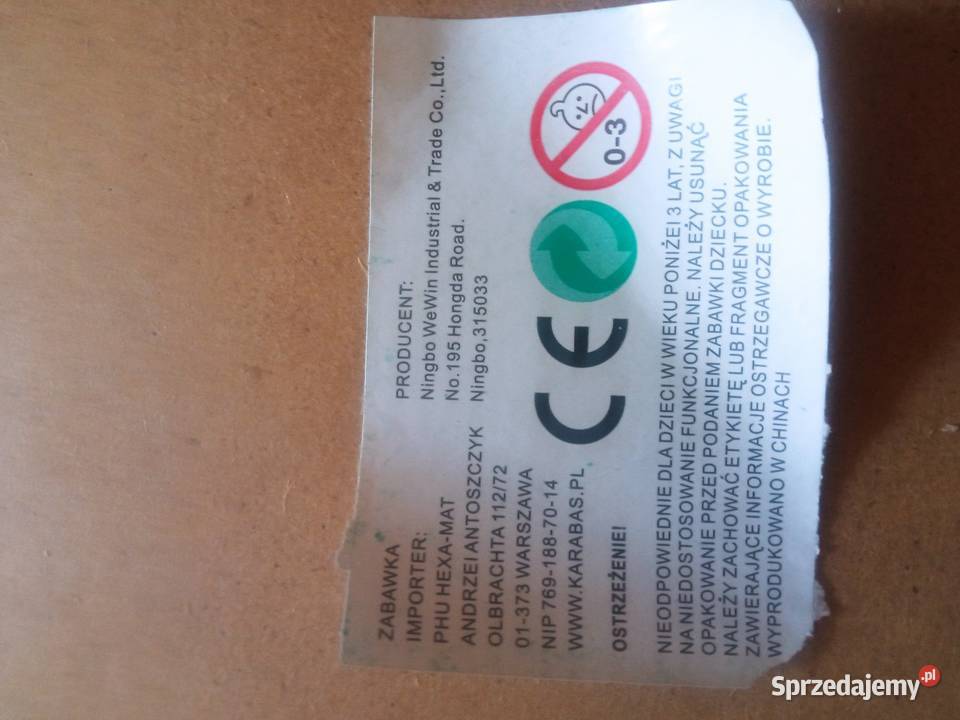 ZABAWKA
IMPORTER:
PHU HEXA-MAT
ANDRZEI ANTOSZCZYK
OLBRACHTA 112/72
01-373 WARSZAWA
NIP 769-188-70-14
WWW.KARABAS.PL
PRODUCENT:
Ningbo WeWin Industrial & Trade Co.,Ltd.
No.195 Hongda Road.
Ningbo,315033
CE
0-3
OSTRZEŻENIE!
NIEODPOWIEDNIE DLA DZIECI W WIEKU PONIŻEI 3 LAT, Z UWAGI
NA NIEDOSTOSOWANIE FUNKCJONALNE. NALEŻY USUNĄĆ
OPAKOWANIE PRZED PODANIEM ZABAWKI DZIECKU.
NALEŻY ZACHOWAĆ ETYKIETĘ LUB FRAGMENT OPAKOWANIA
ZAWIERAJĄCE INFORMACJE OSTRZEGAWCZE O WYROBIE.
WYPRODUKOWANO W CHINACH
Sprzedajemy.pl